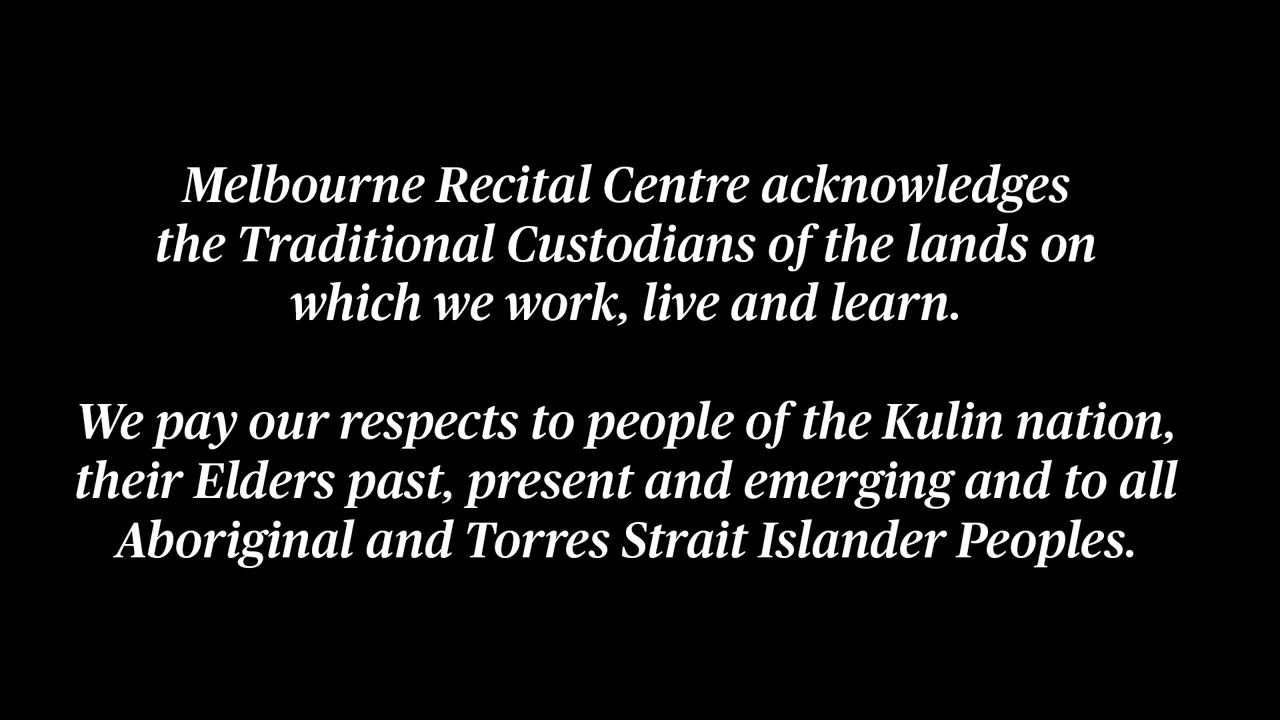 Melbourne Recital Centre acknowledges
the Traditional Custodians of the lands on
which we work, live and learn.
We pay our respects to people of the Kulin nation,
their Elders past, present and emerging and to all
Aboriginal and Torres Strait Islander Peoples.